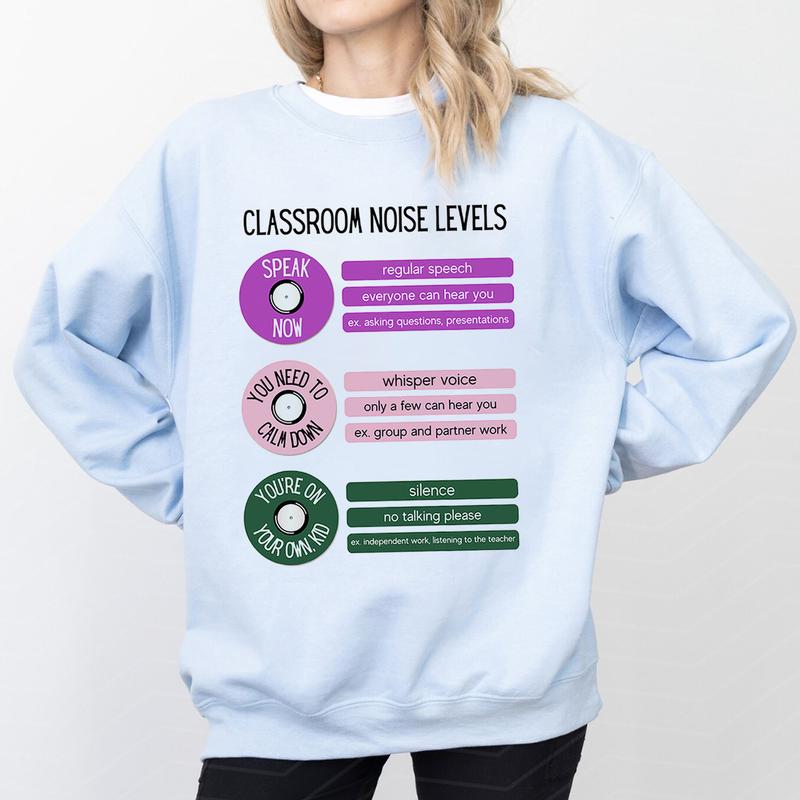 CLASSROOM NOISE LEVELS
SPEAK
NOW
regular speech
everyone can hear you
ex. asking questions, presentations
YOU NEED TO
CALM DOWN
whisper voice
only a few can hear you
ex. group and partner work
YOU'RE ON
YOUR OWN, KID
silence
no talking please
ex. independent work, listening to the teacher